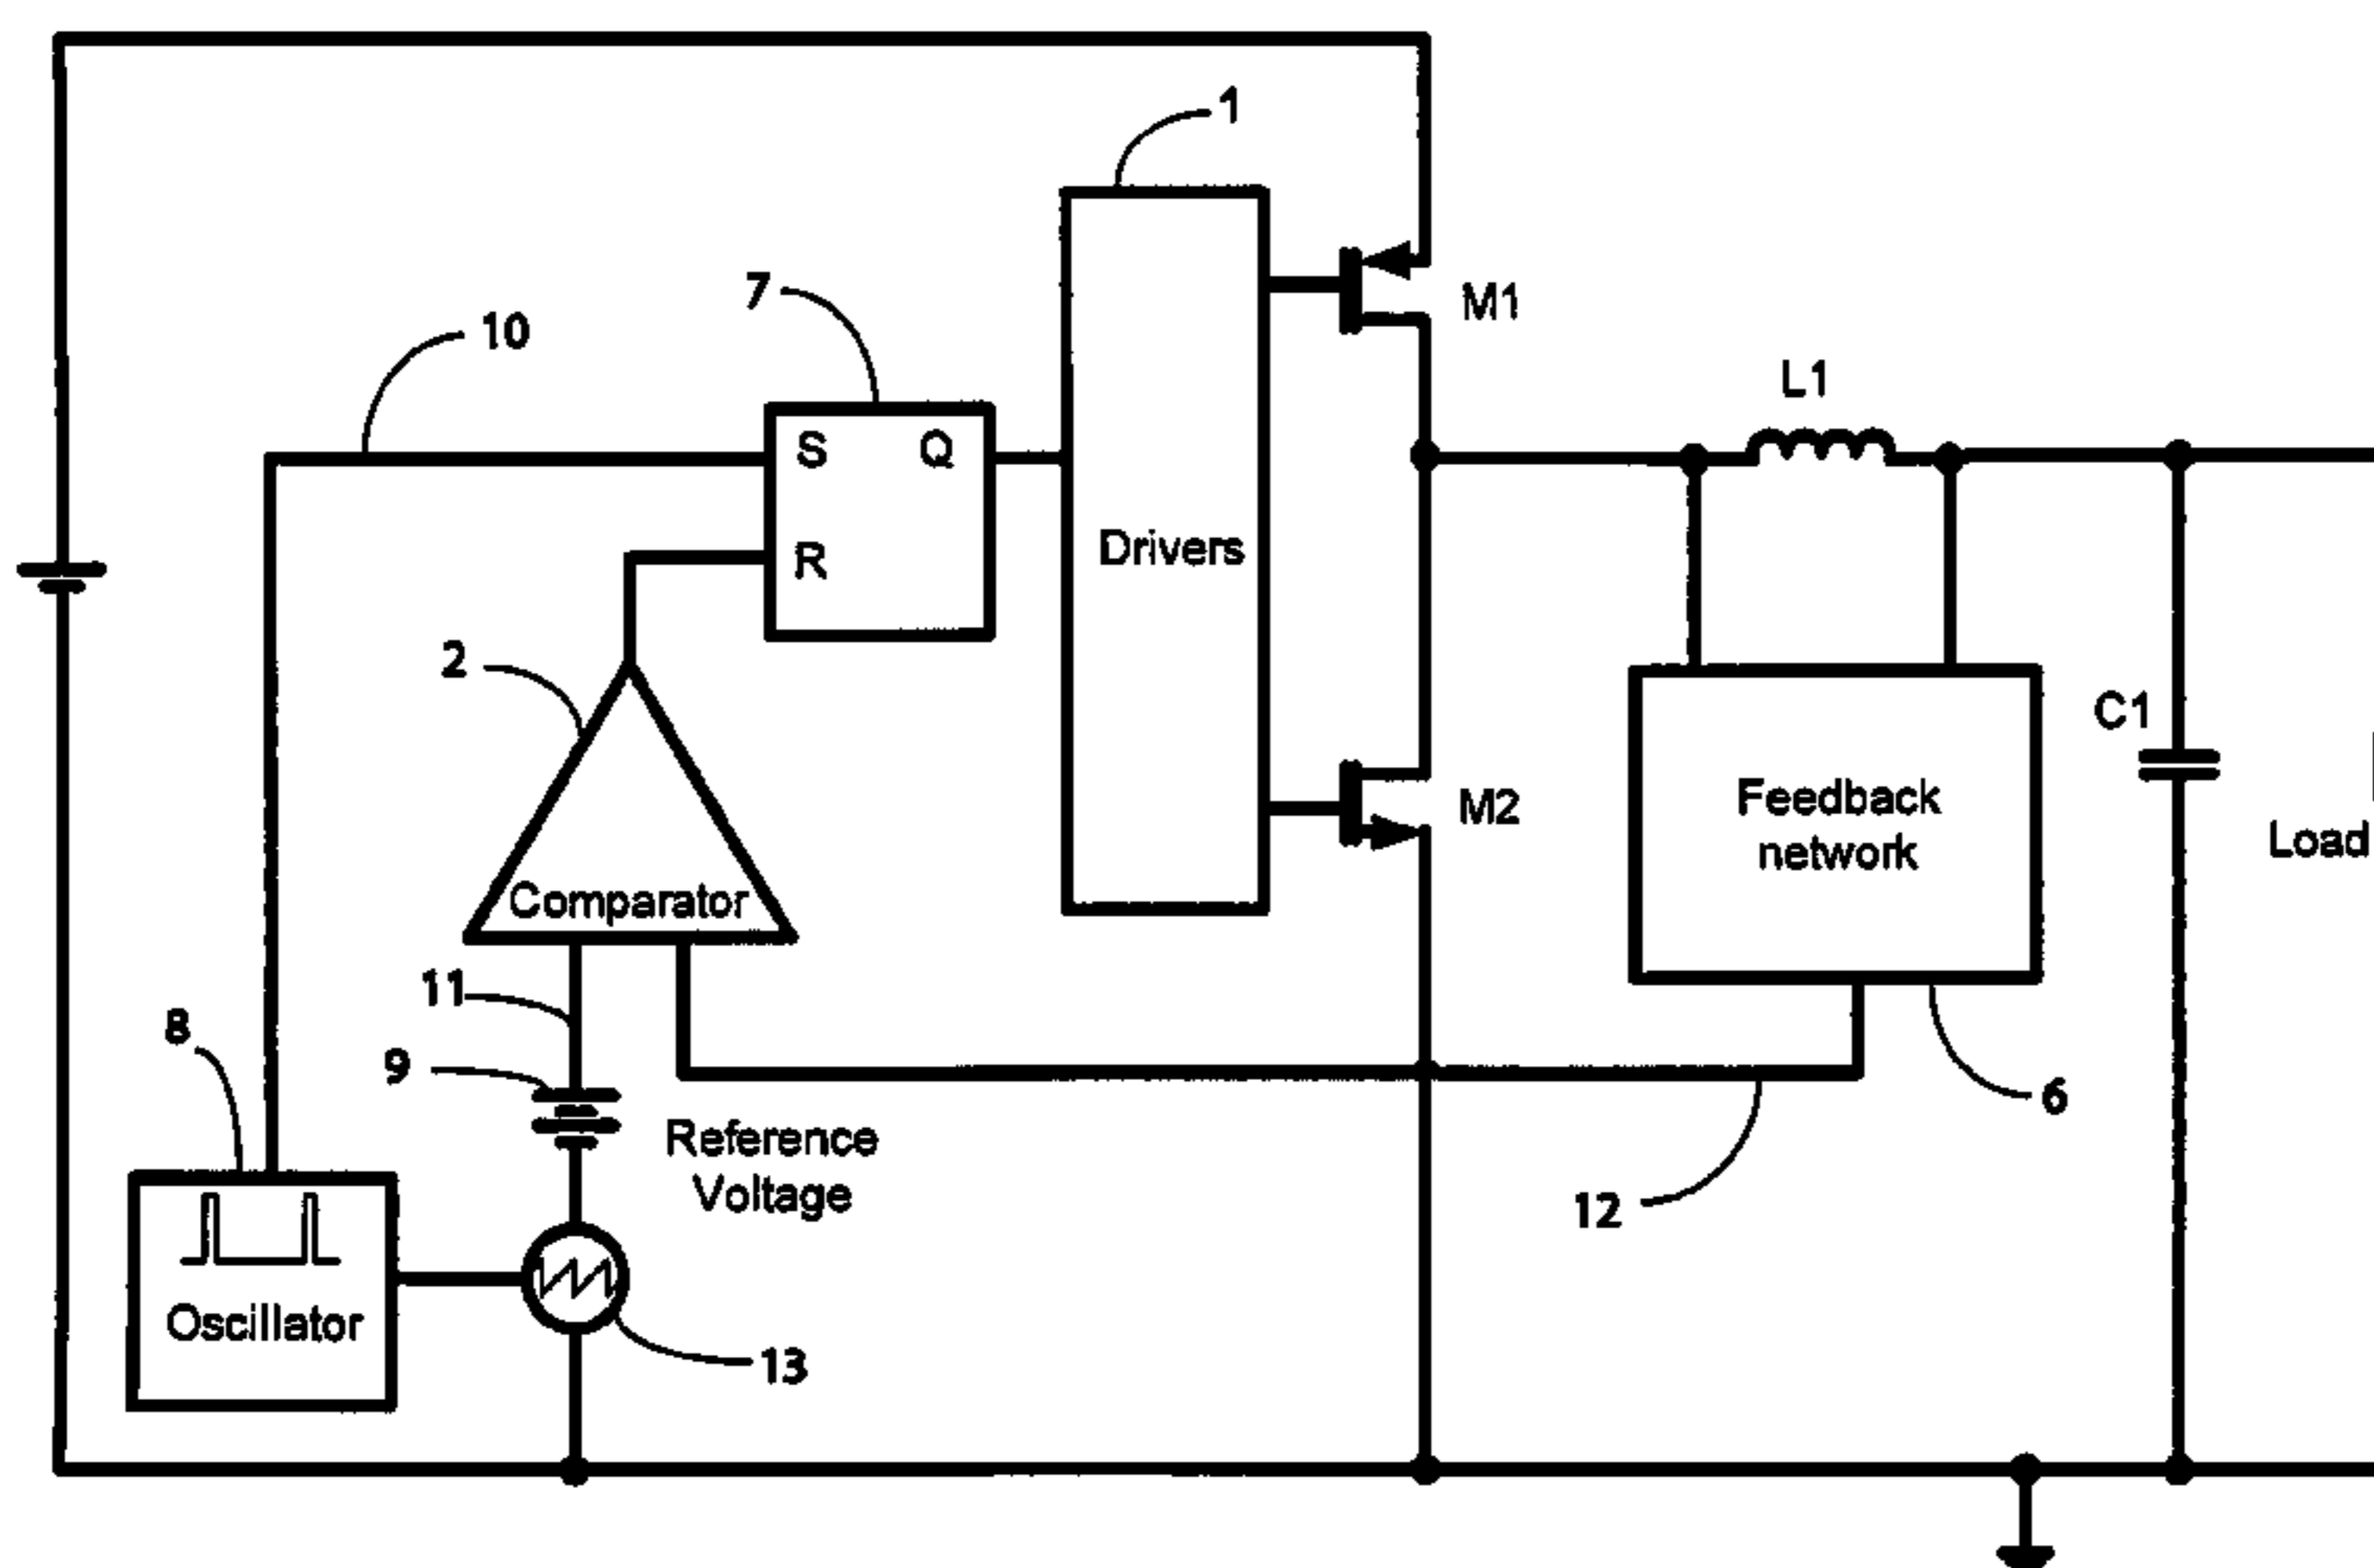 1
7
10
M1
L1
S
Q
R
Drivers
2
C1
Feedback
network
M2
Load
Comparator
11
8
9
6
Reference
Voltage
12
Oscillator
13